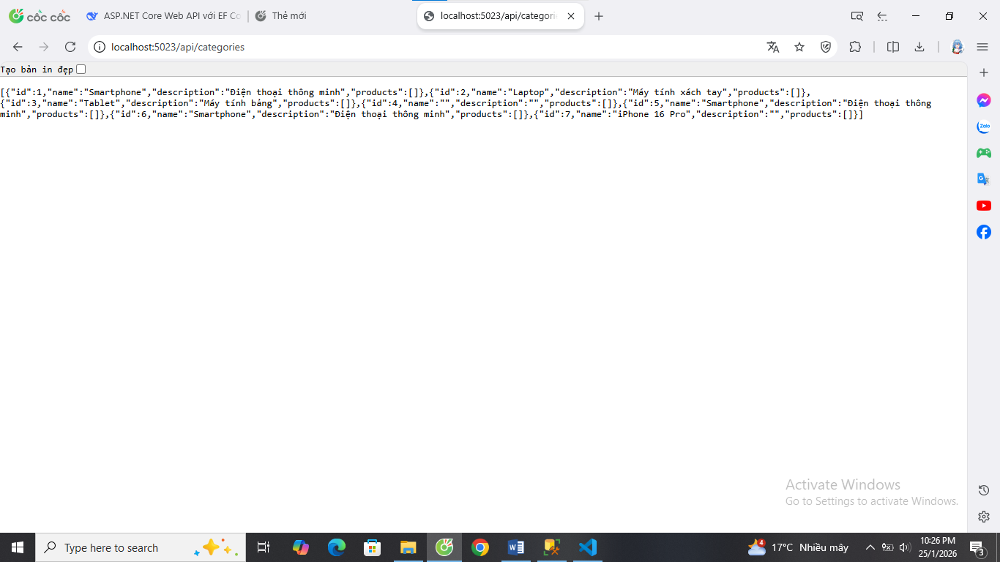 cốc cốc
ASP.NET Core Web API với EF Co
Thẻ mới
localhost:5023/api/categorie
localhost:5023/api/categories
Tạo bản in đẹp
[{"id":1,"name":"Smartphone","description":"Điện thoại thông minh","products":[]},{"id":2,"name":"Laptop","description":"Máy tính xách tay","products":[]},
{"id":3,"name":"Tablet","description":"Máy tính bảng","products":[]},{"id":4,"name":"","description":"","products":[]},{"id":5,"name":"Smartphone","description":"Điện thoại thông
minh","products":[]},{"id":6,"name":"Smartphone","description":"Điện thoại thông minh","products":[]},{"id":7,"name":"iPhone 16 Pro","description":"","products":[]}]
Zalo
Activate Windows
Go to Settings to activate Windows.
Type here to search
4
17°C Nhiều mây
10:26 PM
25/1/2026
3